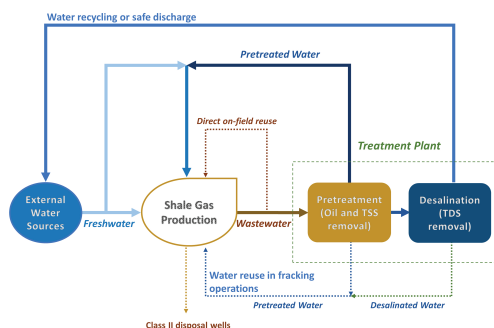 Water recycling or safe discharge
Pretreated Water
Direct on-field reuse
Treatment Plant
External
Water
Sources
Freshwater
Shale Gas
Production
Wastewater
Pretreatment
(Oil and TSS
removal)
Desalination
(TDS
removal)
Water reuse in fracking
operations
Pretreated Water
Desalinated Water
Class II disposal wells